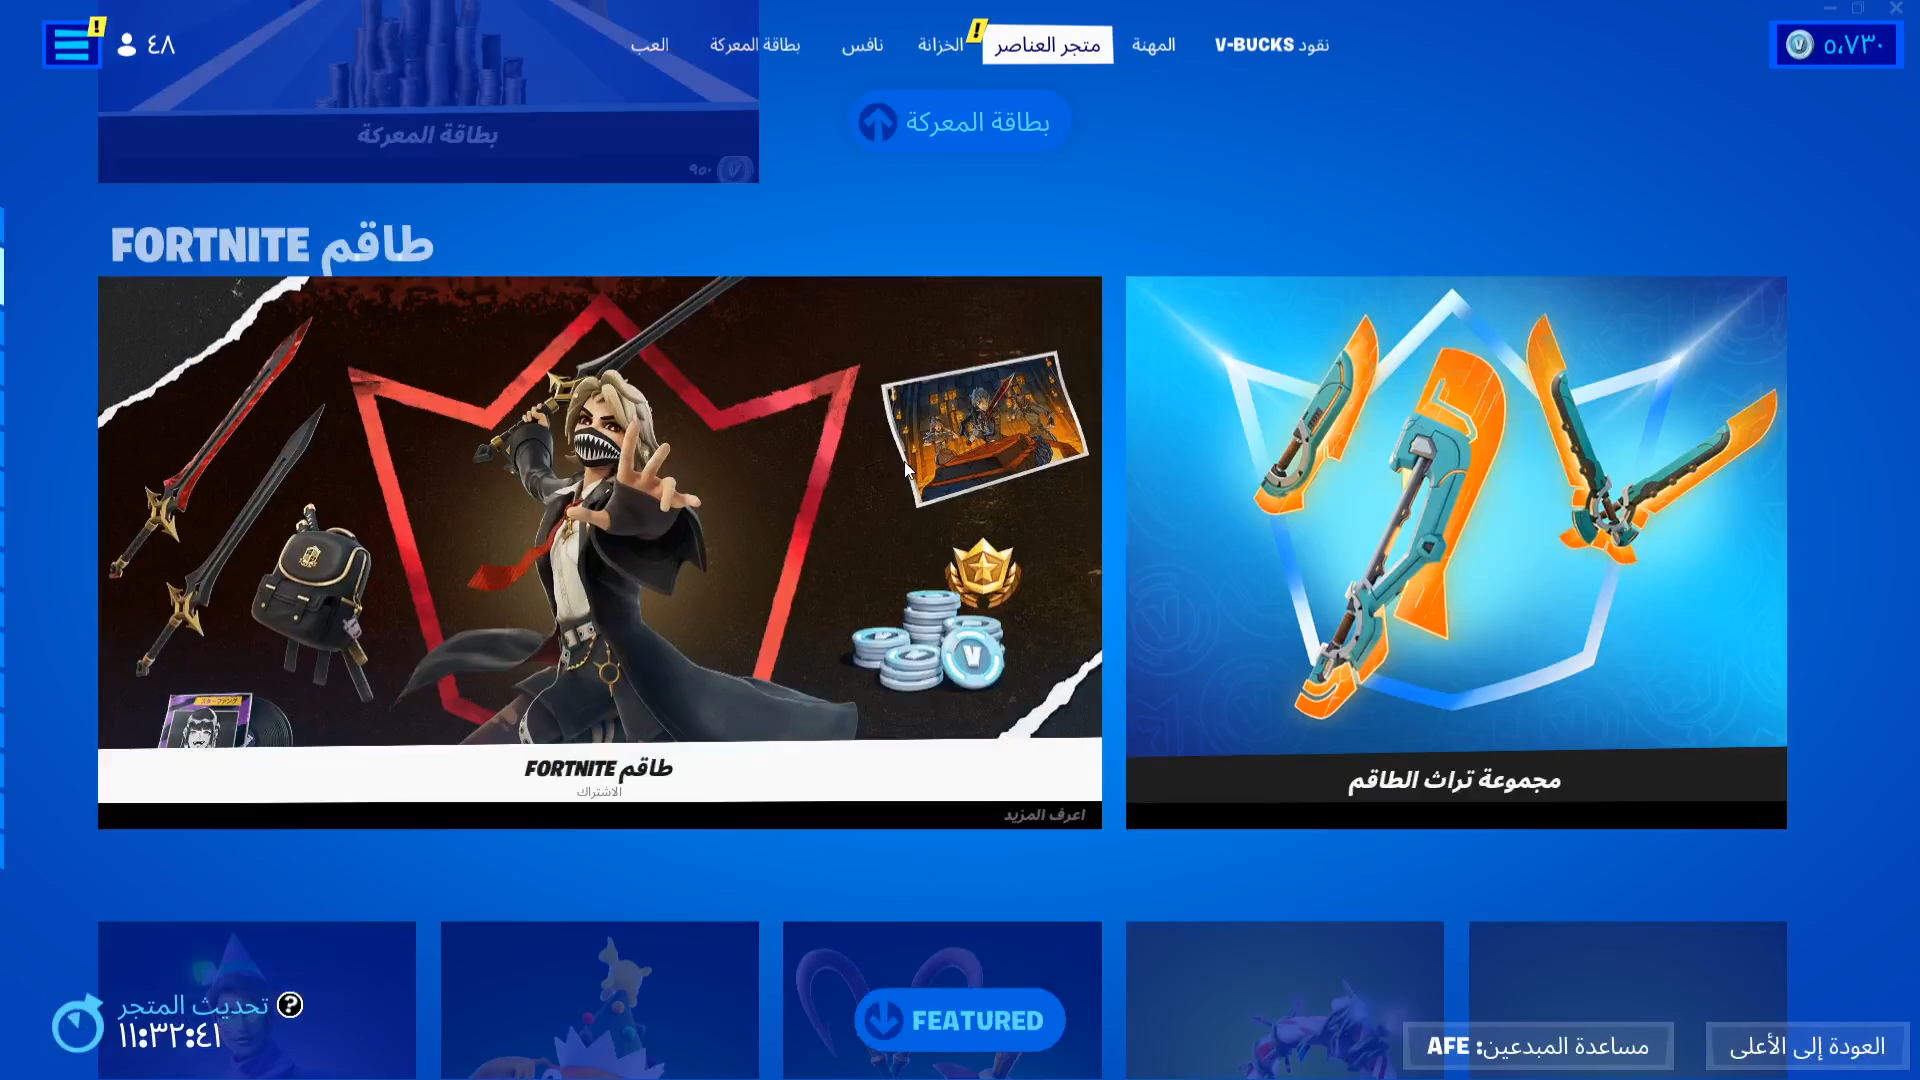 ٤٨
العب
بطاقة المعركة
نافس
الخزانة
متجر العناصر
المهنة
نقود V-BUCKS
٥،٧٣٠
بطاقة المعركة
بطاقة المعركة
٩٥٠
طاقم FORTNITE
طاقم FORTNITE
الاشتراك
اعرف المزيد
مجموعة تراث الطاقم
تحديث المتجر
١١:٣٢:٤١
FEATURED
مساعدة المبدعين: AFE
العودة إلى الأعلى